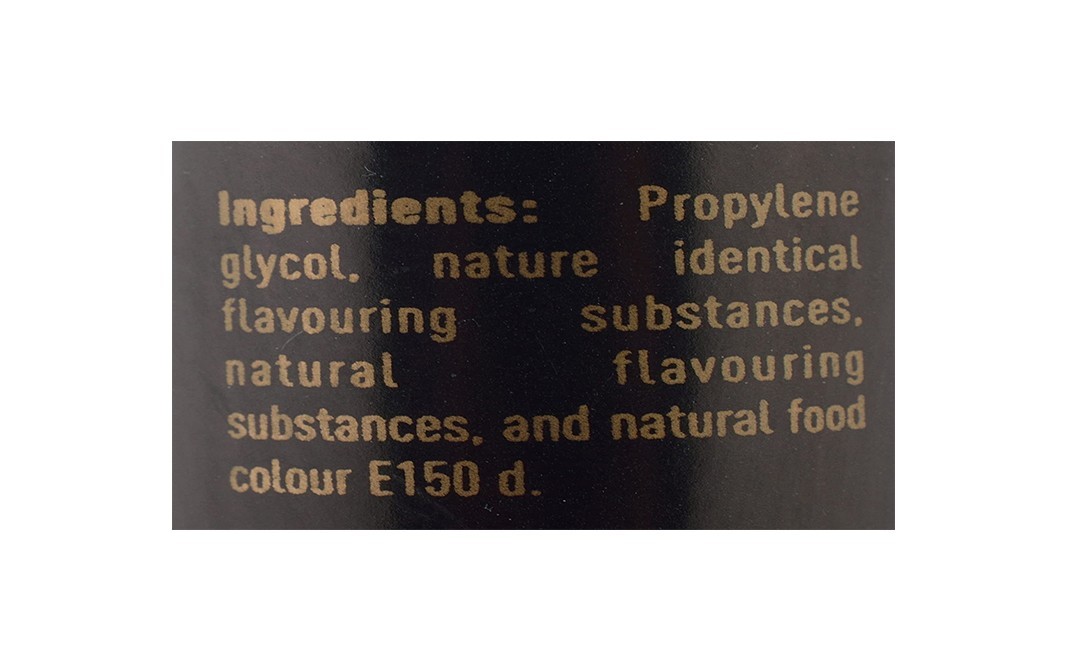 Ingredients: Propylene
glycol, nature identical
flavouring substances,
natural flavouring
substances, and natural food
colour E150 d.